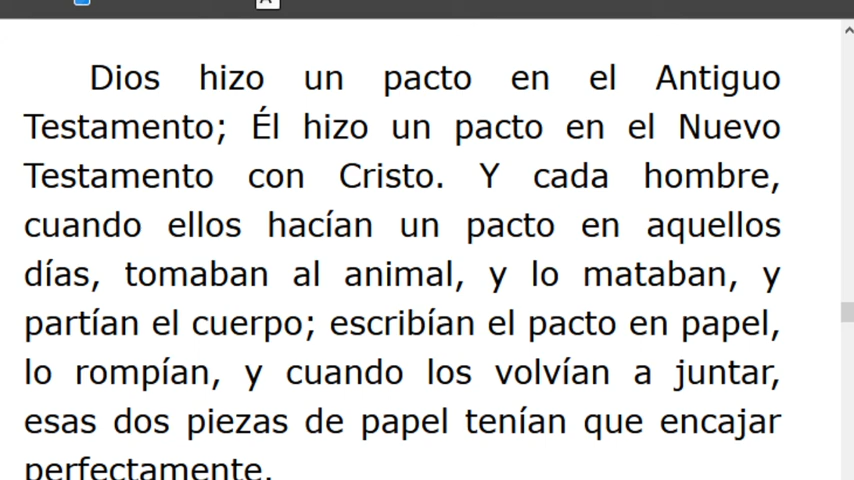 Dios hizo un pacto en el Antiguo
Testamento; Él hizo un pacto en el Nuevo
Testamento con Cristo. Y cada hombre,
cuando ellos hacían un pacto en aquellos
días, tomaban al animal, y lo mataban, y
partían el cuerpo; escribían el pacto en papel,
lo rompían, y cuando los volvían a juntar,
esas dos piezas de papel tenían que encajar
perfectamente.